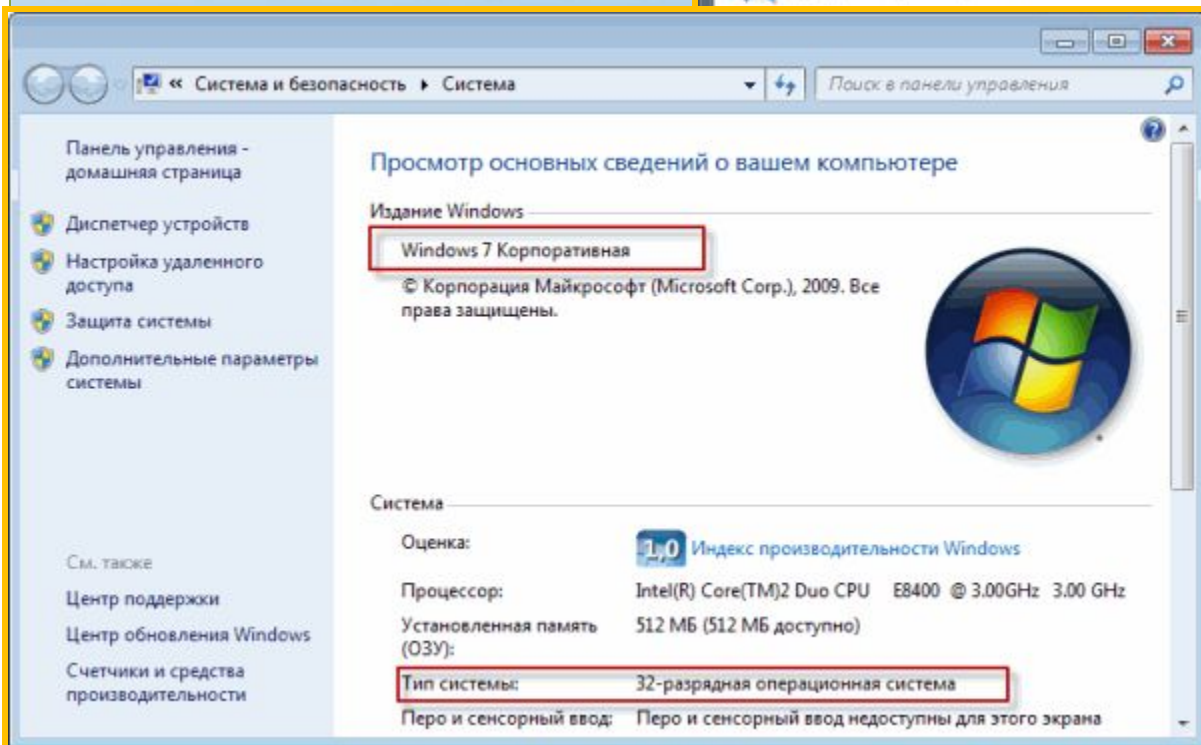 « Система и безопасность ▸ Система
Поиск в панели управления
Панель управления -
домашняя страница
Диспетчер устройств
Настройка удаленного
доступа
Защита системы
Дополнительные параметры
системы
См. также
Центр поддержки
Центр обновления Windows
Счетчики и средства
производительности
Просмотр основных сведений о вашем компьютере
Издание Windows
Windows 7 Корпоративная
© Корпорация Майкрософт (Microsoft Corp.), 2009. Все
права защищены.
Система
Оценка: 1,0 Индекс производительности Windows
Процессор: Intel(R) Core(TM)2 Duo CPU E8400 @ 3.00GHz 3.00 GHz
Установленная память 512 МБ (512 МБ доступно)
(ОЗУ):
Тип системы: 32-разрядная операционная система
Перо и сенсорный ввод: Перо и сенсорный ввод недоступны для этого экрана